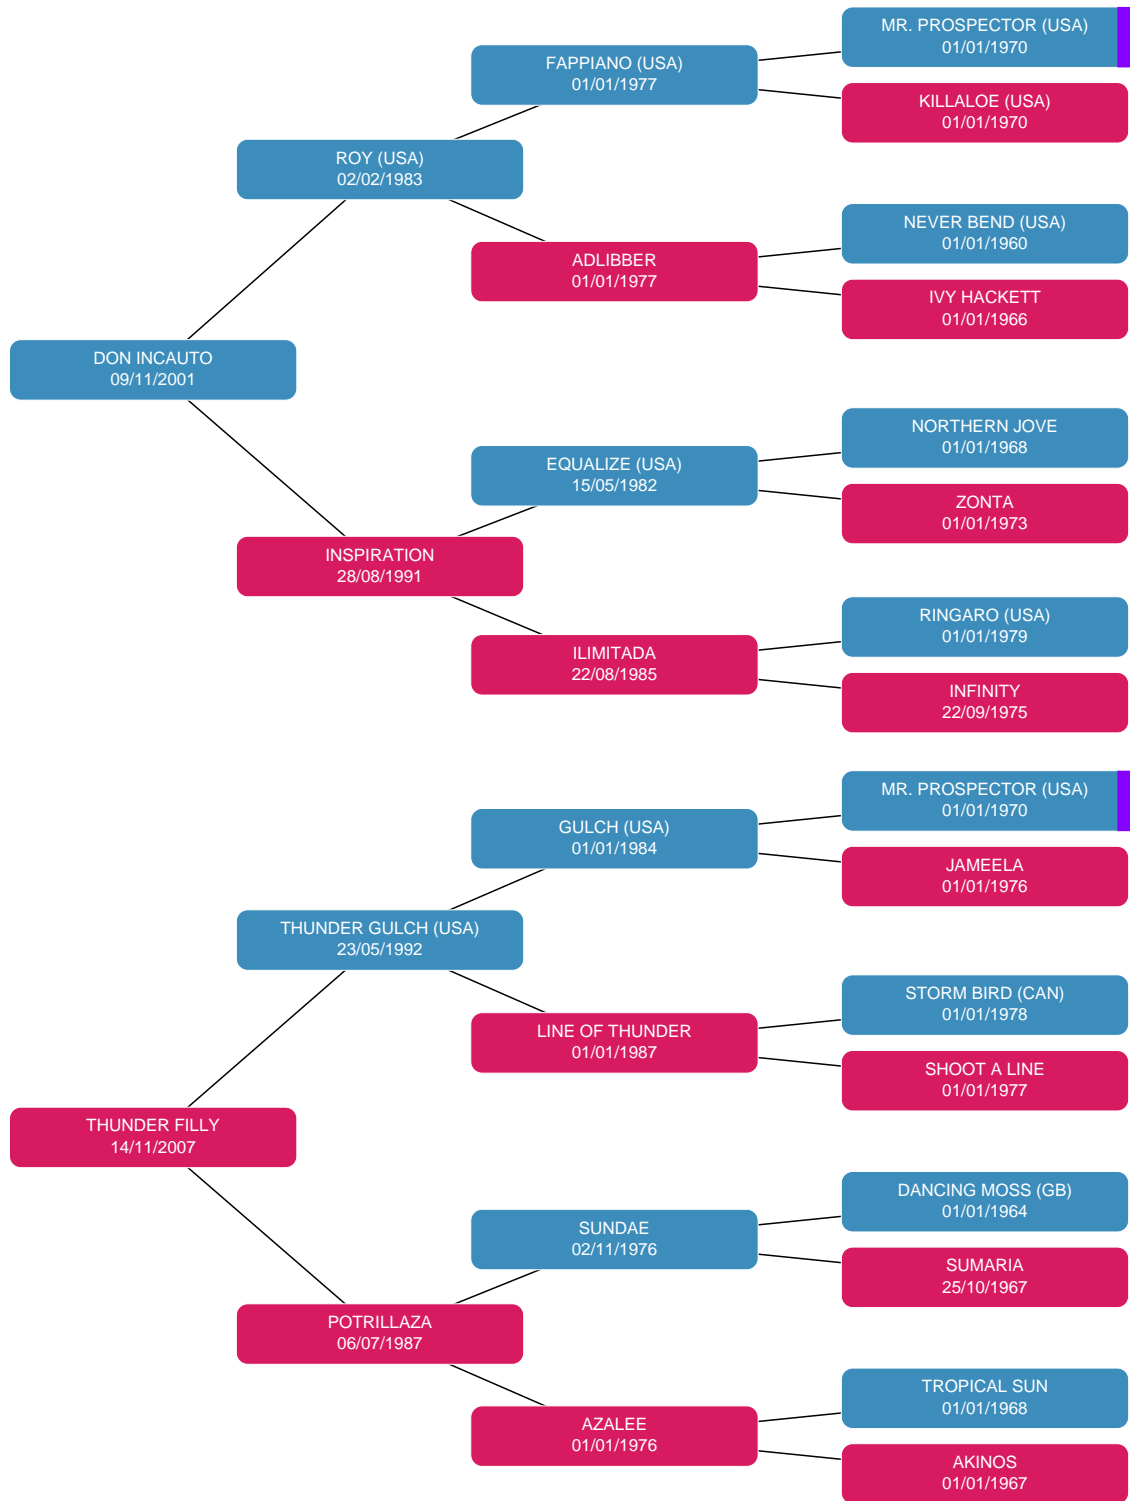 MR. PROSPECTOR (USA)
01/01/1970
FAPPIANO (USA)
01/01/1977
KILLALOE (USA)
01/01/1970
ROY (USA)
02/02/1983
NEVER BEND (USA)
01/01/1960
ADLIBBER
01/01/1977
IVY HACKETT
01/01/1966
DON INCAUTO
09/11/2001
NORTHERN JOVE
01/01/1968
EQUALIZE (USA)
15/05/1982
ZONTA
01/01/1973
INSPIRATION
28/08/1991
RINGARO (USA)
01/01/1979
ILIMITADA
22/08/1985
INFINITY
22/09/1975
MR. PROSPECTOR (USA)
01/01/1970
GULCH (USA)
01/01/1984
JAMEELA
01/01/1976
THUNDER GULCH (USA)
23/05/1992
STORM BIRD (CAN)
01/01/1978
LINE OF THUNDER
01/01/1987
SHOOT A LINE
01/01/1977
THUNDER FILLY
14/11/2007
DANCING MOSS (GB)
01/01/1964
SUNDAE
02/11/1976
SUMARIA
25/10/1967
POTRILLAZA
06/07/1987
TROPICAL SUN
01/01/1968
AZALEE
01/01/1976
AKINOS
01/01/1967